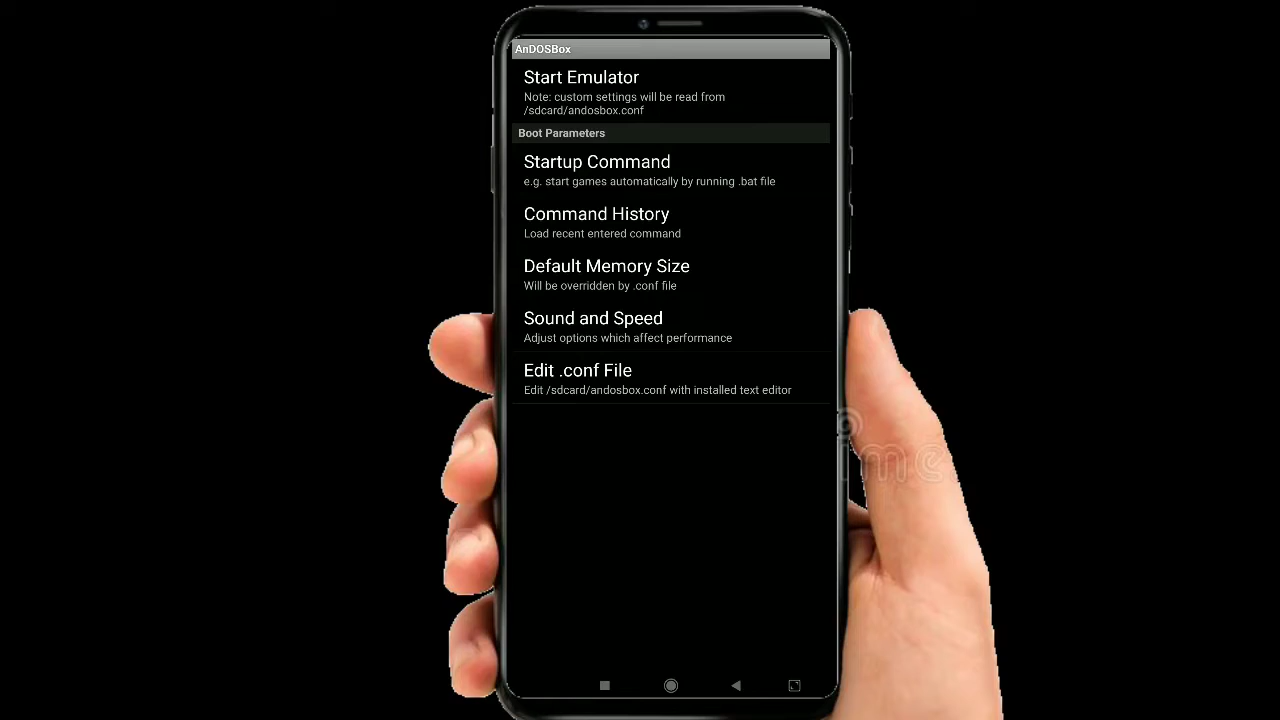 AnDOSBox
Start Emulator
Note: custom settings will be read from
/sdcard/andosbox.conf
Boot Parameters
Startup Command
e.g. start games automatically by running .bat file
Command History
Load recent entered command
Default Memory Size
Will be overridden by .conf file
Sound and Speed
Adjust options which affect performance
Edit .conf File
Edit /sdcard/andosbox.conf with installed text editor